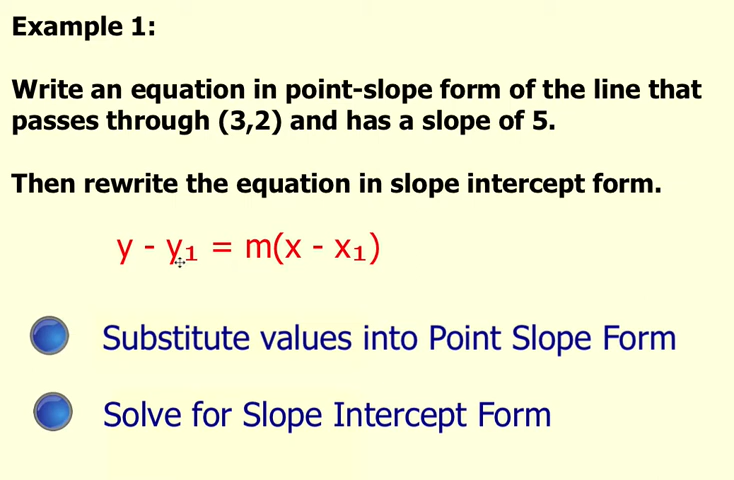 Example 1:
Write an equation in point-slope form of the line that
passes through (3,2) and has a slope of 5.
Then rewrite the equation in slope intercept form.
y - y₁ = m(x - x₁)
Substitute values into Point Slope Form
Solve for Slope Intercept Form